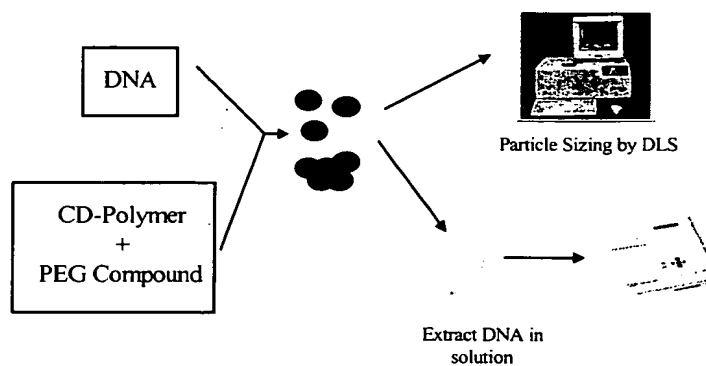 DNA
CD-Polymer
+
PEG Compound
Particle Sizing by DLS
Extract DNA in
solution